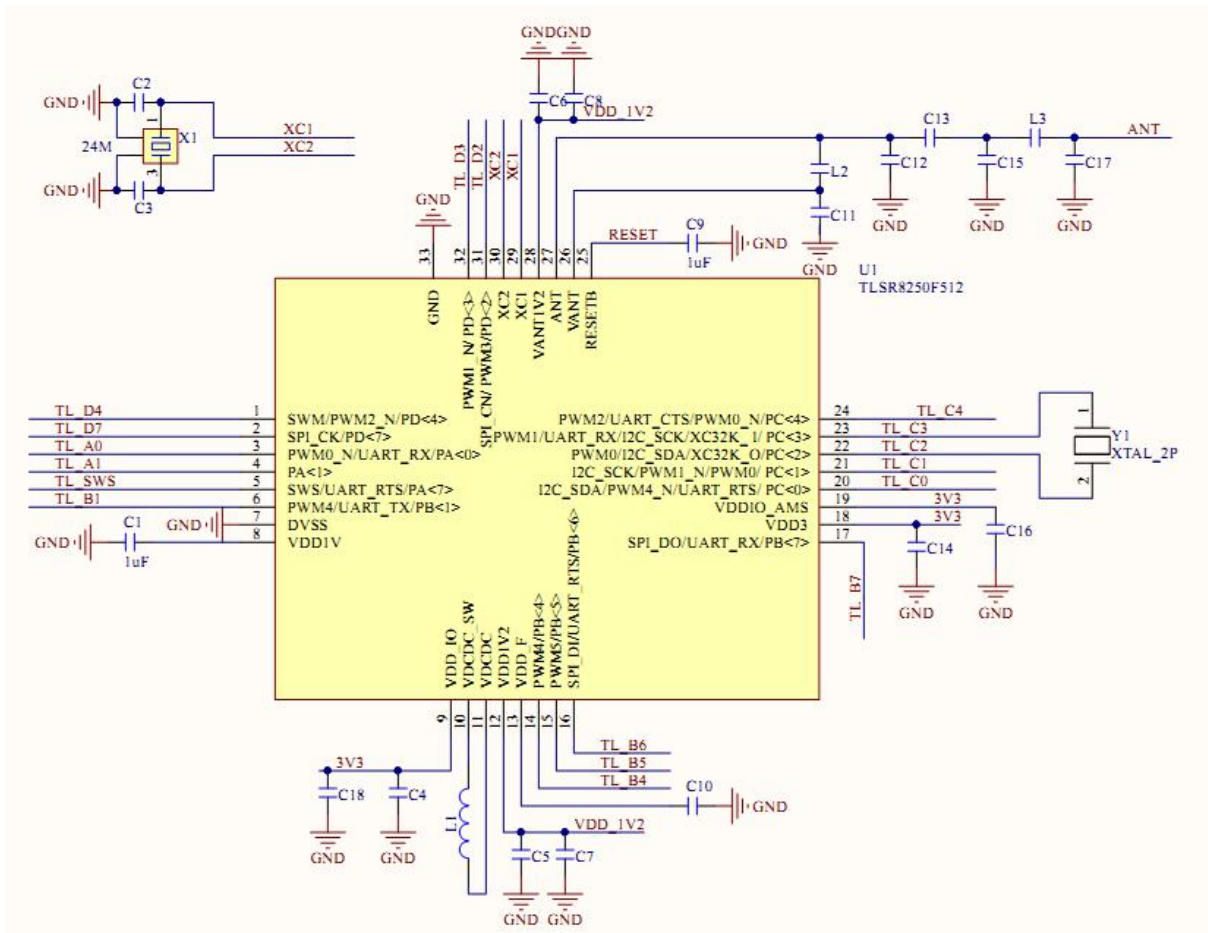 GND GND
C2
GND
C6 C8
VDD_1V2
1
X1
XC1
24M
XC2
3
GND
C3
TL_D3
TL_D2
XC2
XC1
C13
L3
ANT
C12
C15
C17
L2
C11
GND
GND
GND
GND
GND
RESET
C9
1uF
GND
33
32
31
30
29
28
27
26
25
U1
TLSR8250F512
GND
PWM1_N/PD<3>
SPI_CN/PWM3/PD<2>
XC2
XC1
VANT1V2
ANT
VANT
RESETB
TL_D4 1 SWM/PWM2_N/PD<4>
TL_D7 2 SPI_CK/PD<7>
TL_A0 3 PWM0_N/UART_RX/PA<0>
TL_A1 4 PA<1>
TL_SWS 5 SWS/UART_RTS/PA<7>
TL_B1 6 PWM4/UART_TX/PB<1>
GND 7 DVSS
GND C1 1uF 8 VDD1V
PWM2/UART_CTS/PWM0_N/PC<4> 24 TL_C4
PWM1/UART_RX/I2C_SCK/XC32K_I/PC<3> 23 TL_C3
PWM0/I2C_SDA/XC32K_O/PC<2> 22 TL_C2
I2C_SCK/PWM1_N/PWM0/ PC<1> 21 TL_C1
I2C_SDA/PWM4_N/UART_RTS/ PC<0> 20 TL_C0
VDDIO_AMS 19 3V3
VDD3 18 3V3
SPI_DO/UART_RX/PB<7> 17
TL_B7
1
Y1
XTAL_2P
2
C14
C16
GND
GND
VDD_IO
VDCDC_SW
VDCDC
VDD1V2
VDD_F
PWM4/PB<4>
PWM5/PB<5>
SPI_DI/UART_RTS/PB<6>
9
10
11
12
13
14
15
16
TL_B6
TL_B5
TL_B4
3V3
C18
C4
L1
C10
GND
VDD_1V2
C5
C7
GND
GND
GND
GND